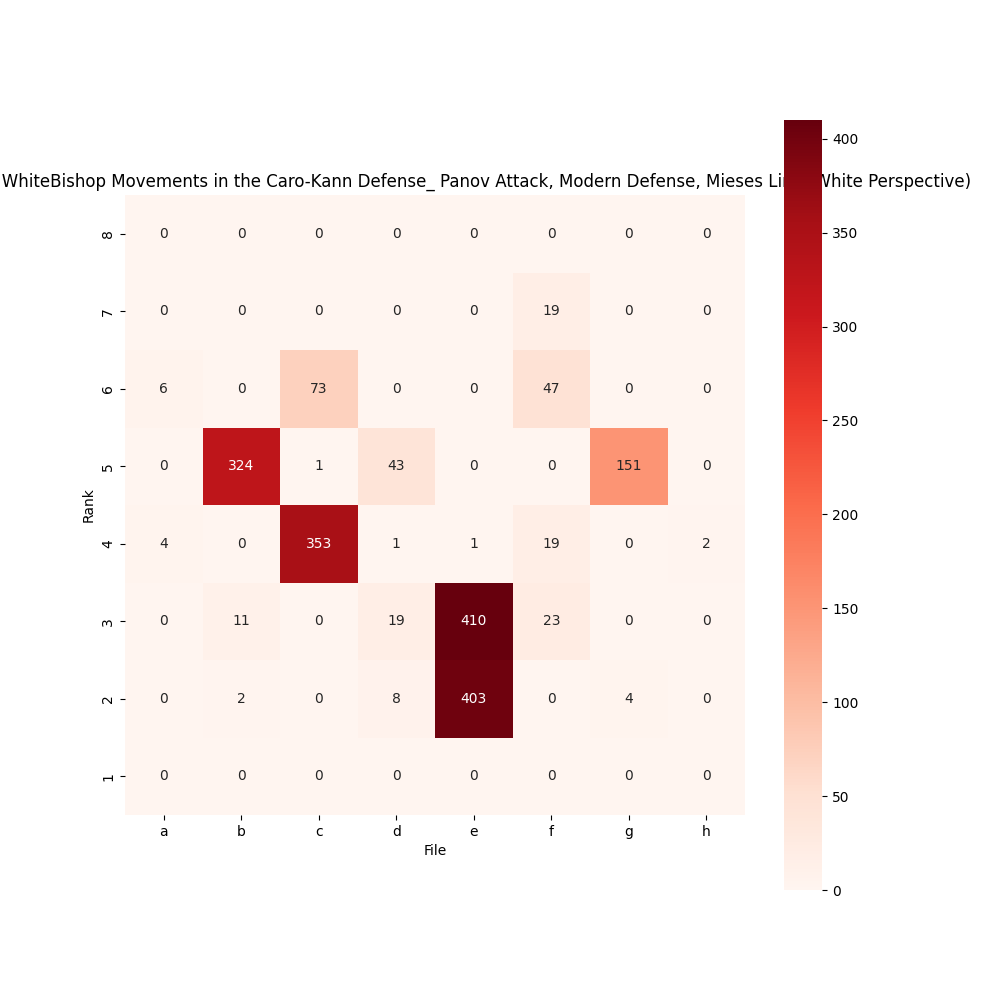 WhiteBishop Movements in the Caro-Kann Defense_ Panov Attack, Modern Defense, Mieses Perspective)
8 0 0 0 0 0 0 0 0
7 0 0 0 0 0 19 0 0
6 6 0 73 0 0 47 0 0
5 0 324 1 43 0 0 151 0
Rank
4 4 0 353 1 1 19 0 2
3 0 11 0 19 410 23 0 0
2 0 2 0 8 403 0 4 0
1 0 0 0 0 0 0 0 0
a b c d e f g h
File
400
350
300
250
200
150
100
50
0